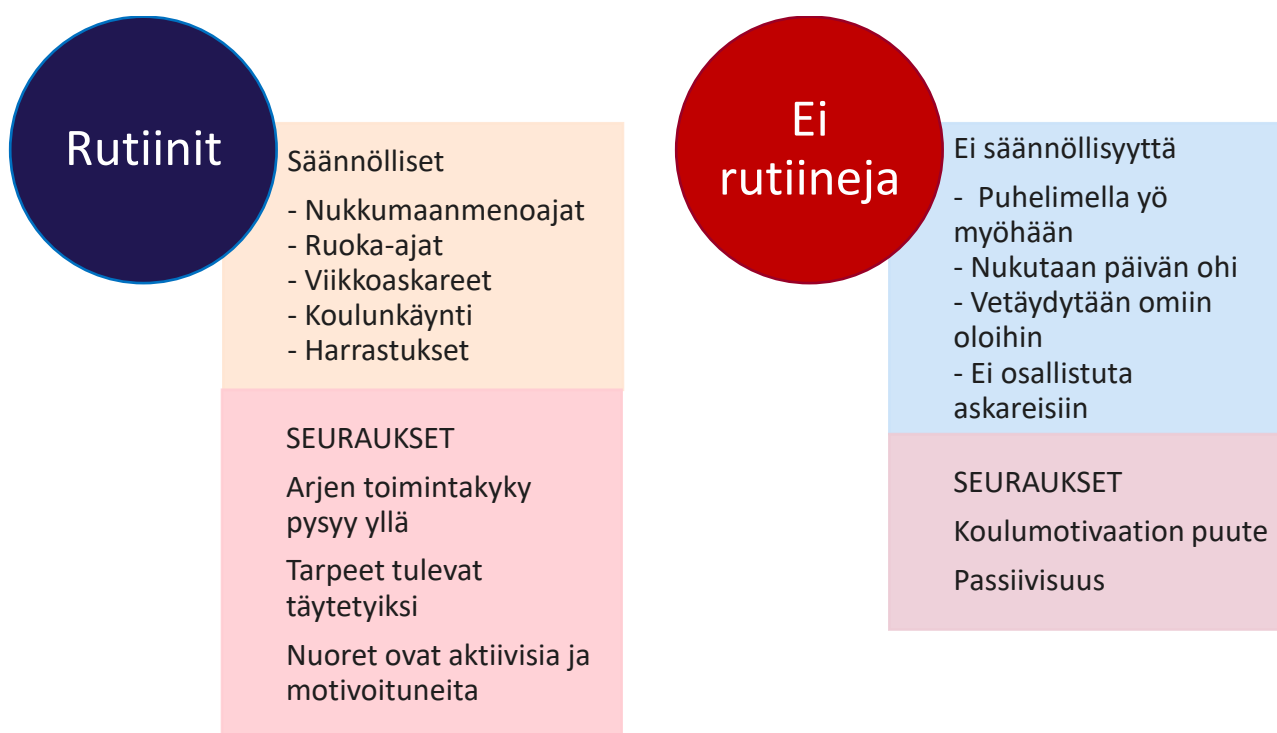 Rutiinit
Säännölliset
- Nukkumaanmenoajat
- Ruoka-ajat
- Viikkoaskareet
- Koulunkäynti
- Harrastukset
SEURAUKSET
Arjen toimintakyky
pysyy yllä
Tarpeet tulevat
täytetyiksi
Nuoret ovat aktiivisia ja
motivoituneita
Ei
rutiineja
Ei säännöllisyyttä
- Puhelimella yö
myöhään
- Nukutaan päivän ohi
- Vetäydytään omiin
oloihin
- Ei osallistuta
askareisiin
SEURAUKSET
Koulumotivaation puute
Passiivisuus